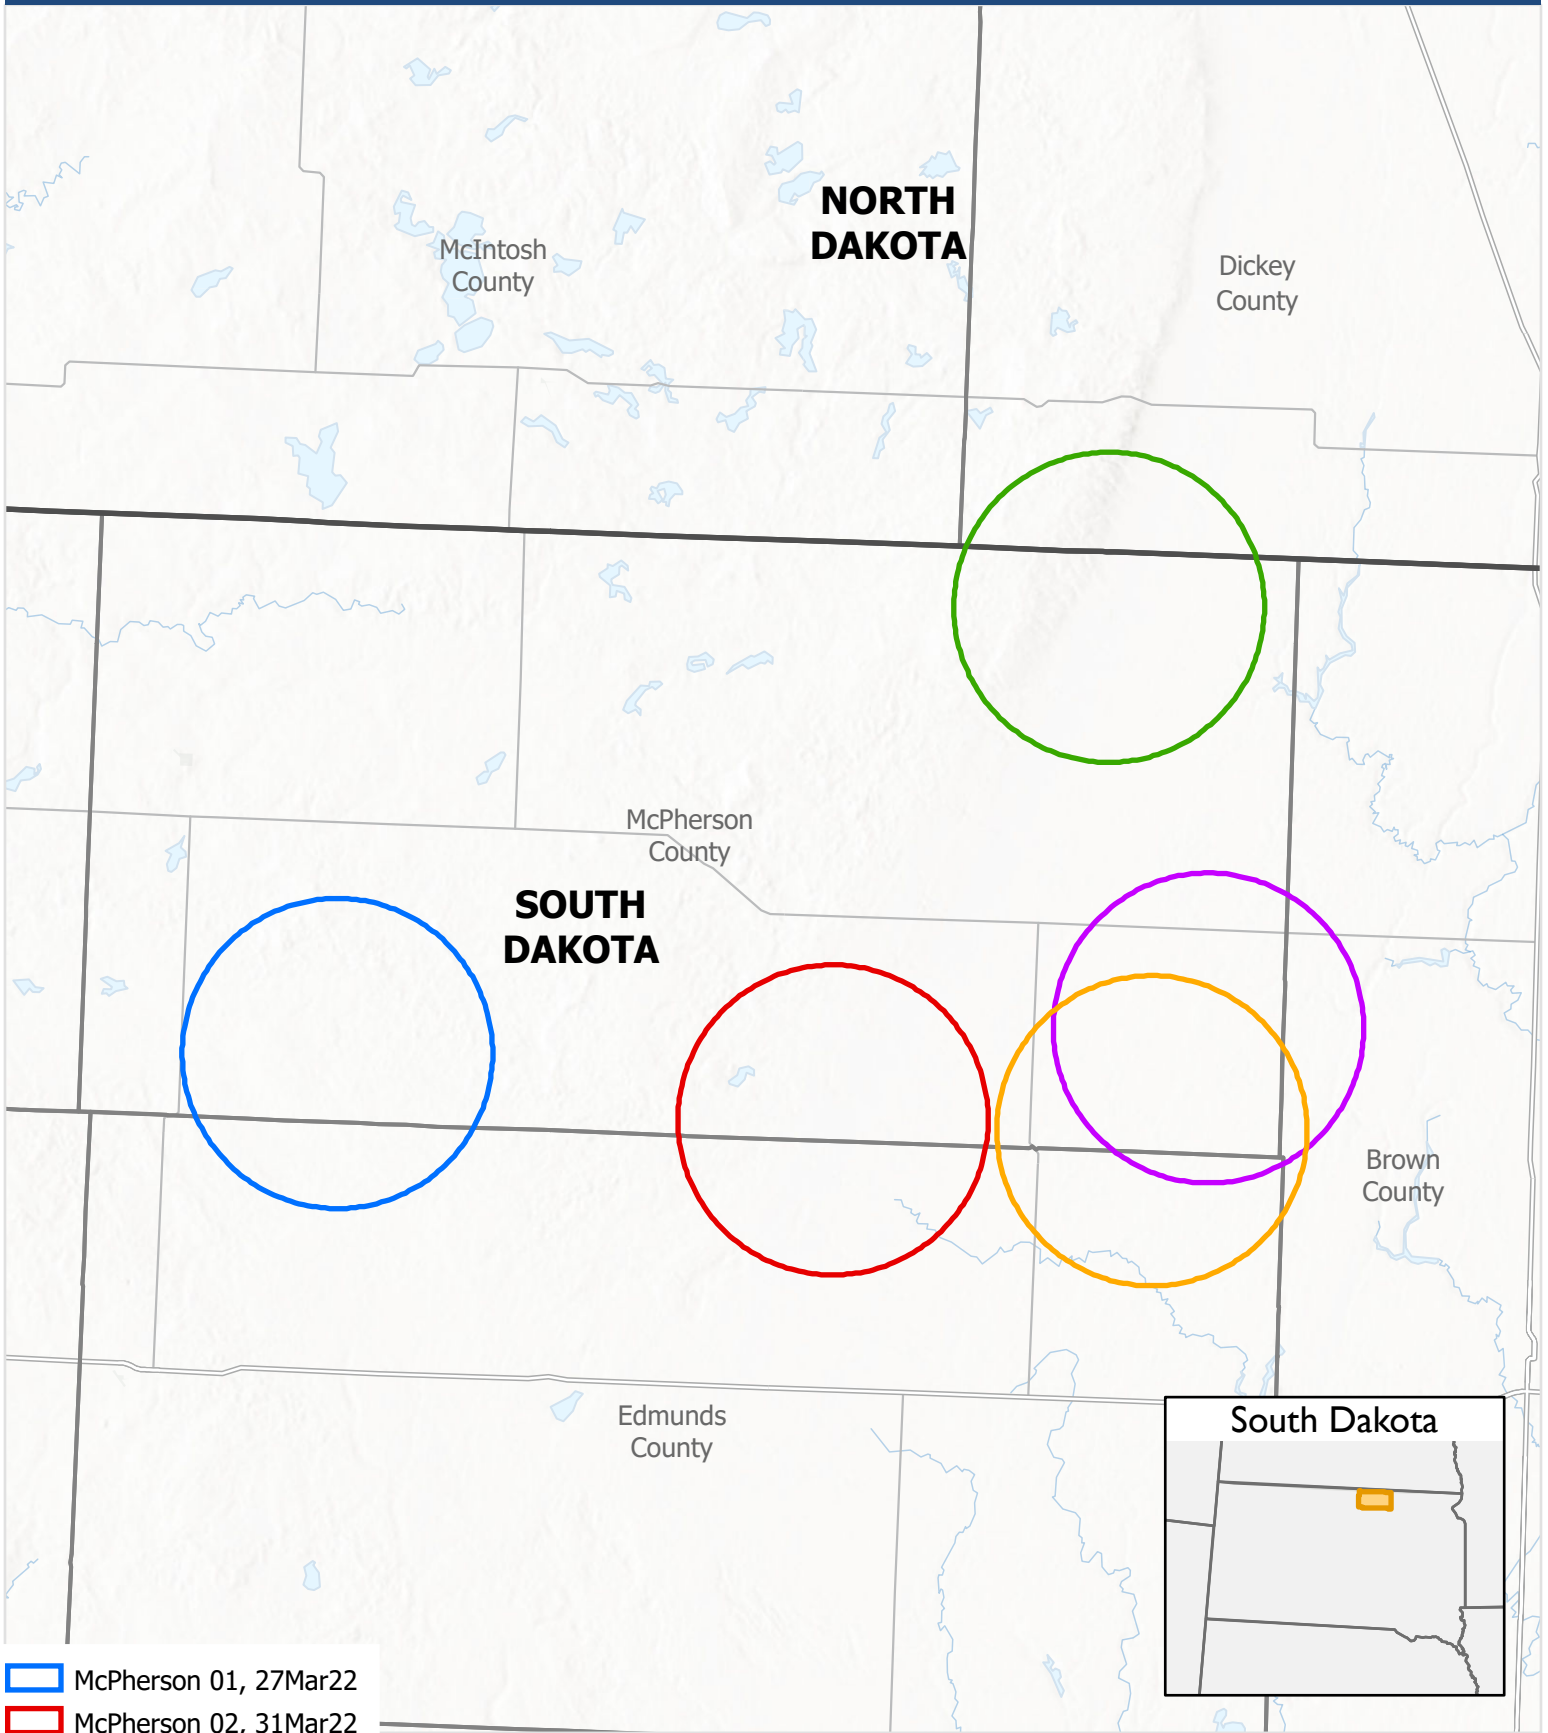 NORTH
DAKOTA
McIntosh
County
Dickey
County
McPherson
County
SOUTH
DAKOTA
Brown
County
Edmunds
County
South Dakota
McPherson 01, 27Mar22
McPherson 02, 31Mar22